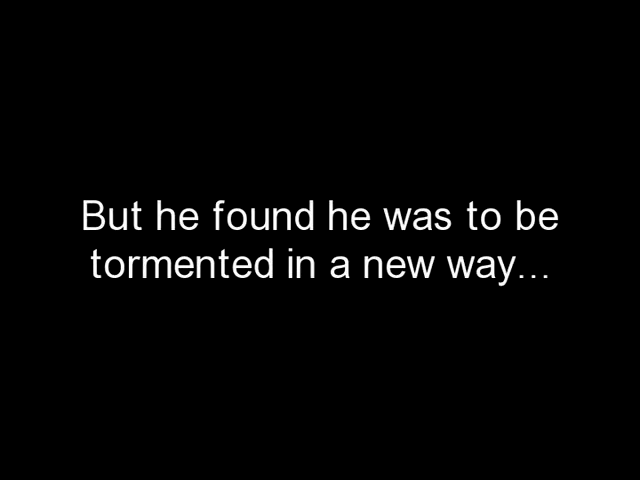 But he found he was to be
tormented in a new way...